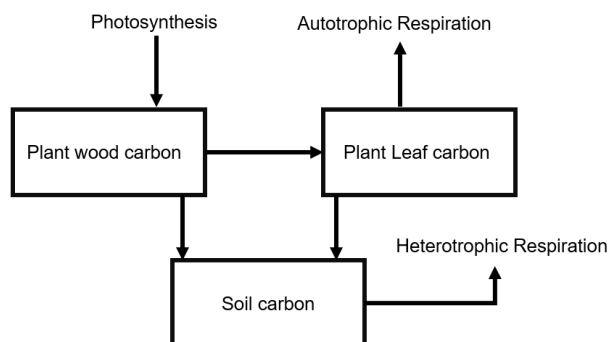 Photosynthesis
Autotrophic Respiration
Plant wood carbon
Plant Leaf carbon
Heterotrophic Respiration
Soil carbon